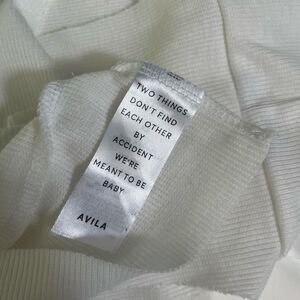 TWO THINGS
DON'T FIND
EACH OTHER
BY
ACCIDENT
WE'RE
MEANT TO BE
BABY
AVILA